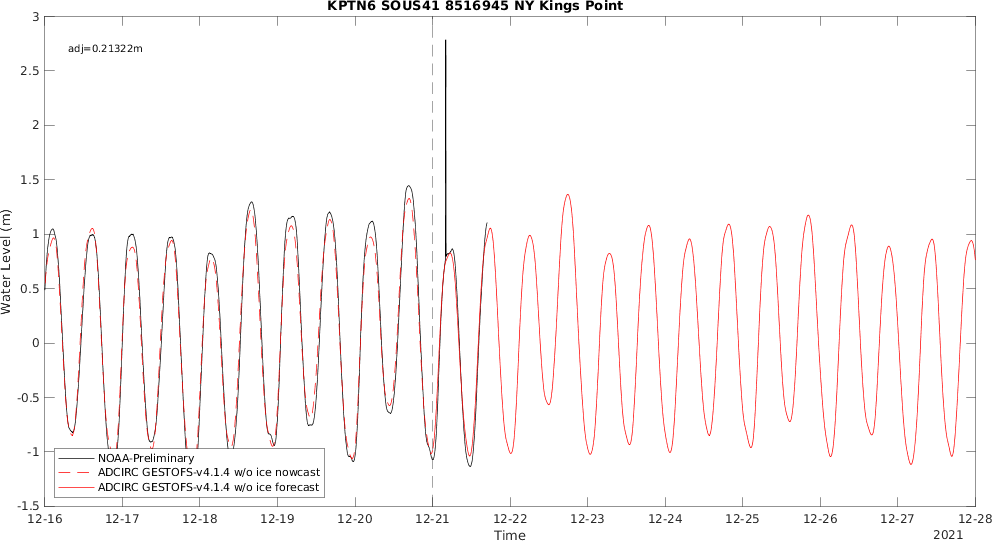 KPTN6 SOUS41 8516945 NY Kings Point
adj=0.21322m
3
2.5
2
1.5
1
0.5
0
-0.5
-1
-1.5
Water Level (m)
NOAA-Preliminary
ADCIRC GESTOFS-v4.1.4 w/o ice nowcast
ADCIRC GESTOFS-v4.1.4 w/o ice forecast
12-16 12-17 12-18 12-19 12-20 12-21 12-22 12-23 12-24 12-25 12-26 12-27 12-28
Time
2021